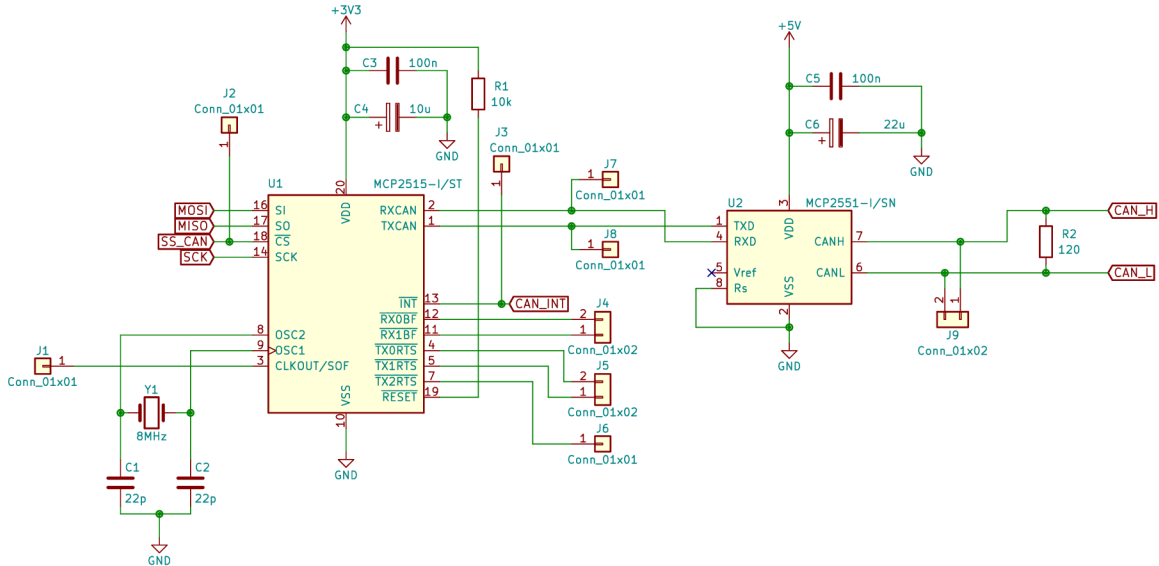 +3V3
+5V
C3 100n
C4 10u
+
GND
R1
10k
C5 100n
C6 22u
+
GND
J2
Conn_01x01
1
J3
Conn_01x01
1
J7
1
Conn_01x01
J8
1
Conn_01x01
U1 MCP2515-I/ST
20
VDD
MOSI 16 SI
MISO 17 SO
SS_CAN 18 CS
SCK 14 SCK
RXCAN 2
TXCAN 1
INT 13 CAN_INT
RX0BF 12
RX1BF 11
TX0RTS 4
TX1RTS 5
TX2RTS 7
RESET 19
8 OSC2
9 OSC1
3 CLKOUT/SOF
VSS
10
GND
J4
2
1
Conn_01x02
J5
2
1
Conn_01x02
J6
1
Conn_01x01
J1
1
Conn_01x01
Y1
8MHz
C1
22p
C2
22p
GND
U2 MCP2551-I/SN
3
VDD
1 TXD
4 RXD
5 Vref
8 Rs
CANH 7
CANL 6
VSS
2
GND
CAN_H
R2
120
CAN_L
2 1
J9
Conn_01x02